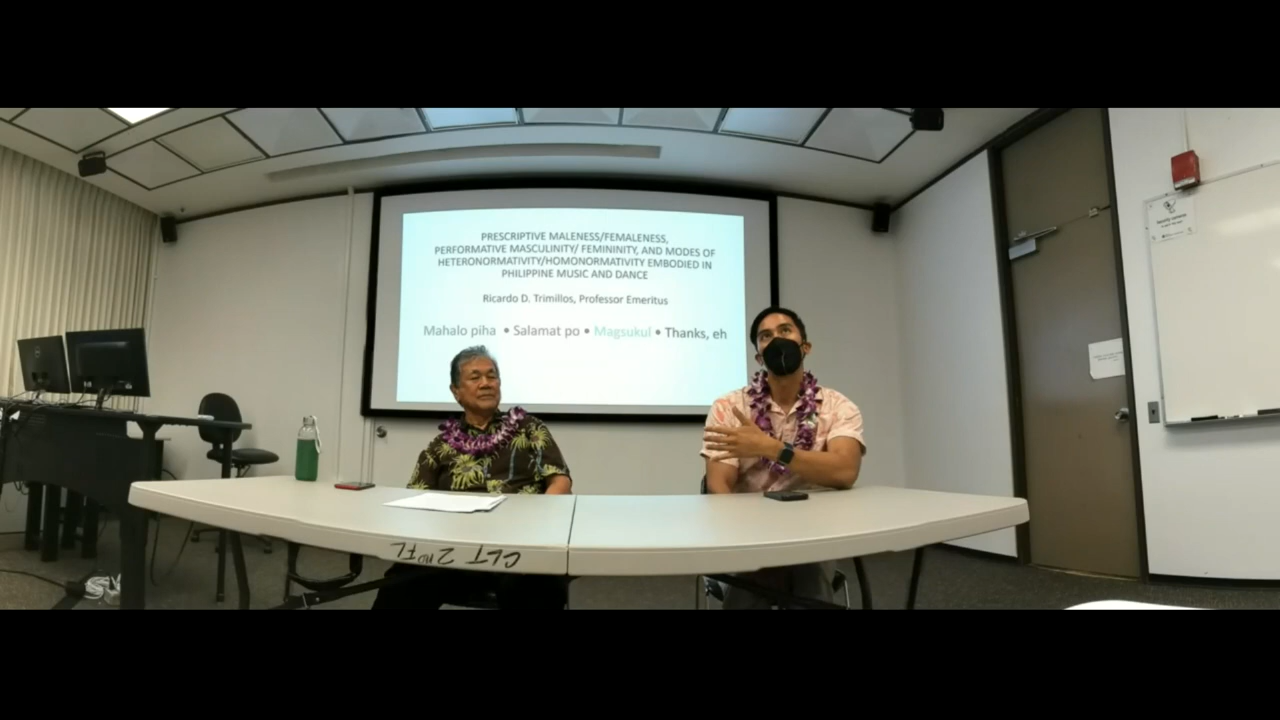 PRESCRIPTIVE MALENESS/FEMALENESS,
PERFORMATIVE MASCULINITY/ FEMININITY, AND MODES OF
HETERONORMATIVITY/HOMONORMATIVITY EMBODIED IN
PHILIPPINE MUSIC AND DANCE
Ricardo D. Trimillos, Professor Emeritus
Mahalo piha • Salamat po • Magsukul • Thanks, eh
CLT 2ND FL